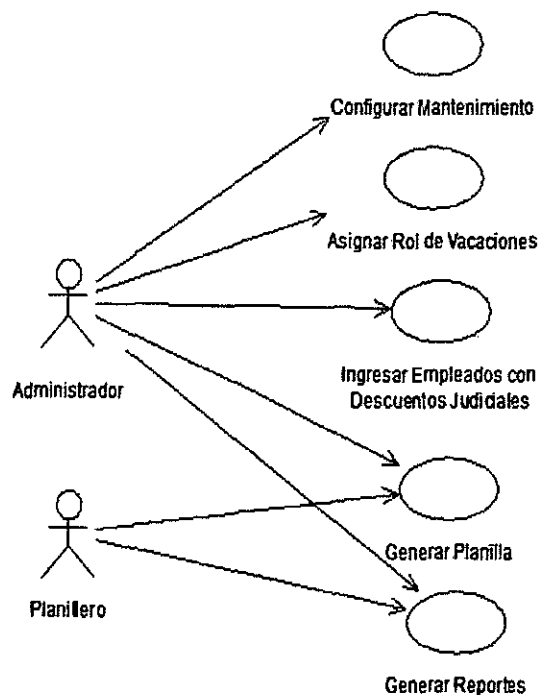 Configurar Mantenimiento
Asignar Rol de Vacaciones
Administrador
Ingresar Empleados con
Descuentos Judiciales
Generar Planilla
Planillero
Generar Reportes